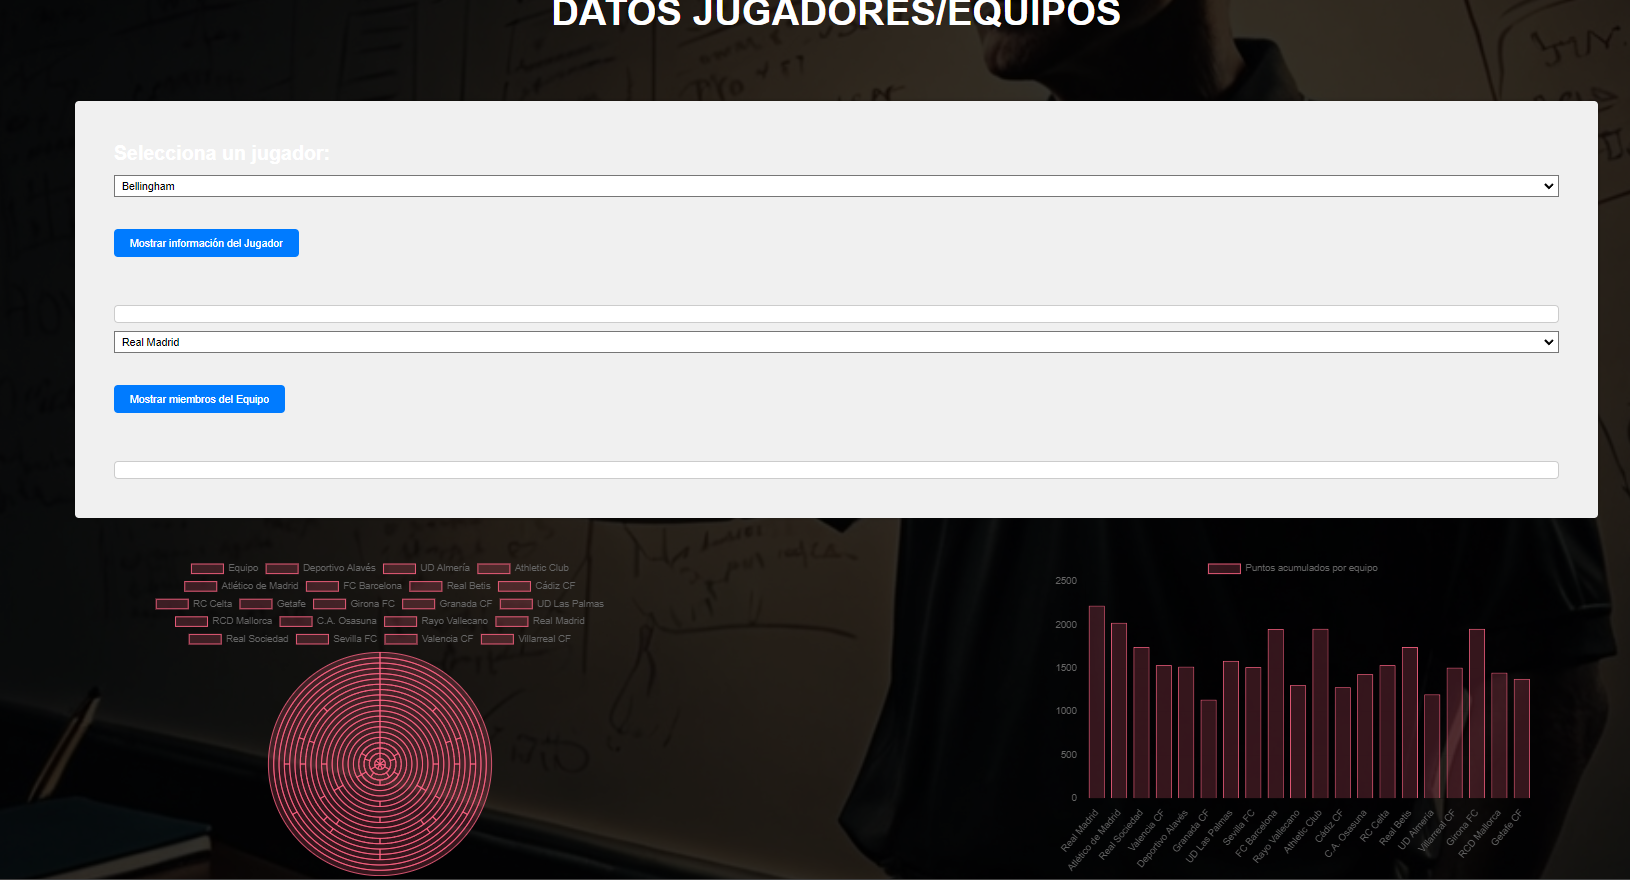 DATOS JUGADORES/EQUIPOS
Selecciona un jugador:
Bellingham
Mostrar información del Jugador
Real Madrid
Mostrar miembros del Equipo
Equipo Deportivo Alavés UD Almería Athletic Club
Atlético de Madrid FC Barcelona Real Betis Cádiz CF
RC Celta Getafe Girona FC Granada CF UD Las Palmas
RCD Mallorca C.A. Osasuna Rayo Vallecano Real Madrid
Real Sociedad Sevilla FC Valencia CF Villarreal CF
Puntos acumulados por equipo
2500
2000
1500
1000
500
0
Real Madrid
Atlético de Madrid
Real Sociedad
Valencia CF
Deportivo Alavés
Granada CF
UD Las Palmas
Sevilla FC
FC Barcelona
Rayo Vallecano
Athletic Club
Cádiz CF
C.A. Osasuna
RC Celta
Real Betis
UD Almería
Villarreal CF
Girona FC
RCD Mallorca
Getafe CF